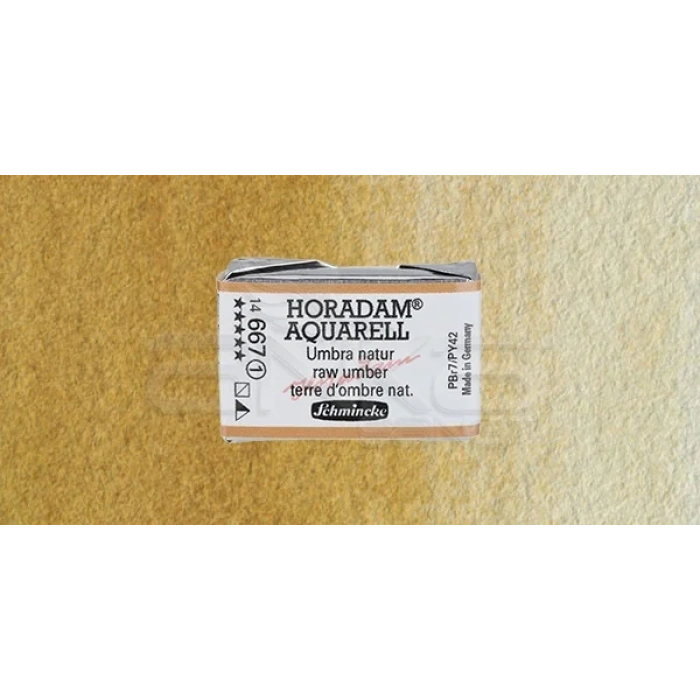 HORADAM®
AQUARELL
Umbra natur
raw umber
terre d'ombre nat.
Schmincke
14 667 1
★★★★★
PBr7/PY42
Made in Germany